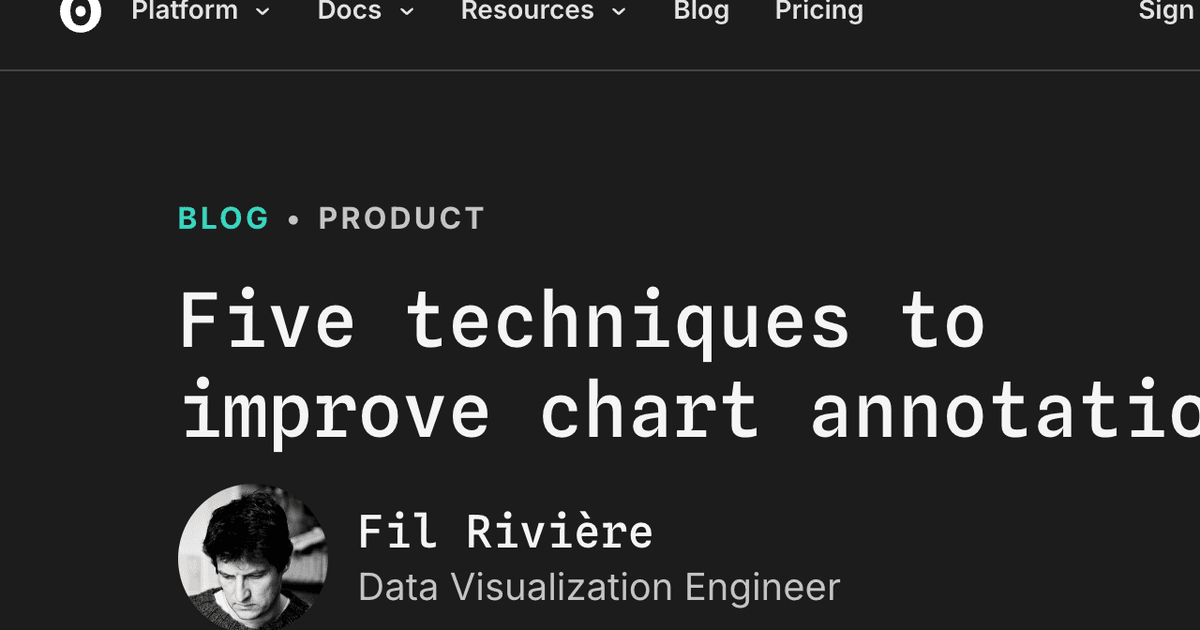 Platform Docs Resources Blog Pricing Sign
BLOG • PRODUCT
Five techniques to
improve chart annotatio
Fil Rivière
Data Visualization Engineer